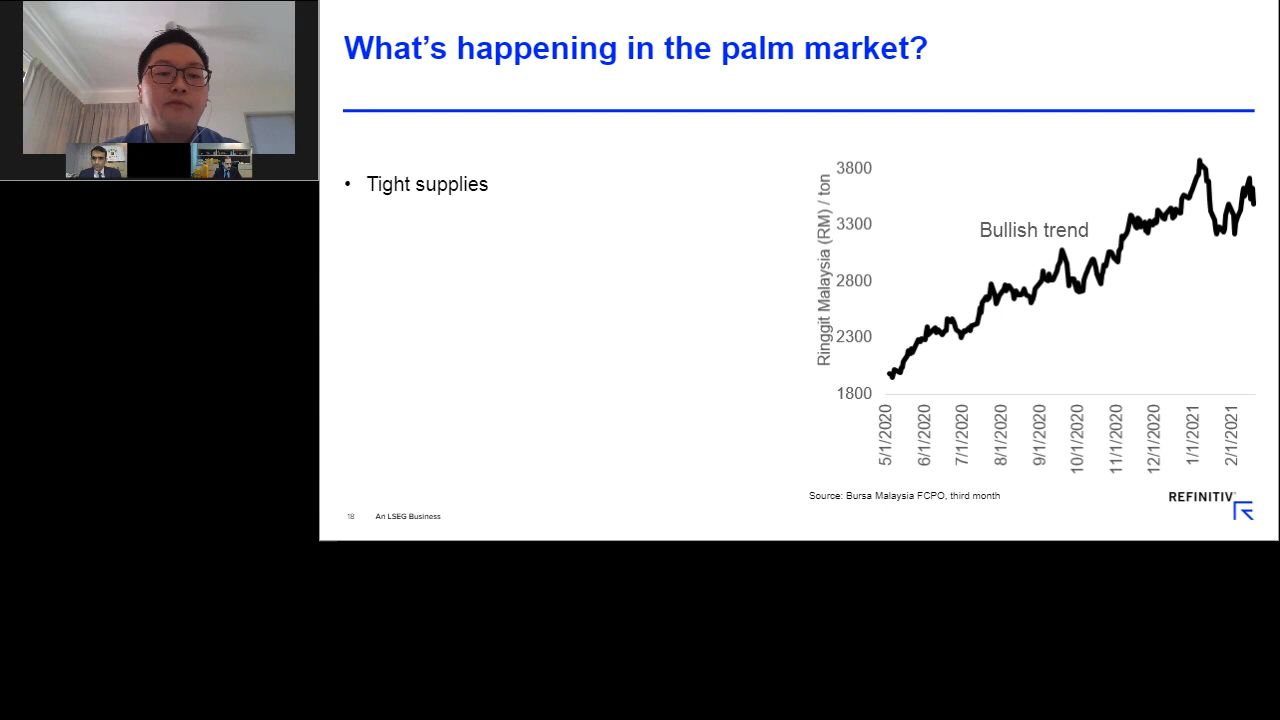 What’s happening in the palm market?
• Tight supplies
Ringgit Malaysia (RM) / ton
3800
3300
2800
2300
1800
Bullish trend
5/1/2020
6/1/2020
7/1/2020
8/1/2020
9/1/2020
10/1/2020
11/1/2020
12/1/2020
1/1/2021
2/1/2021
Source: Bursa Malaysia FCPO, third month
REFINITIV
18 An LSEG Business